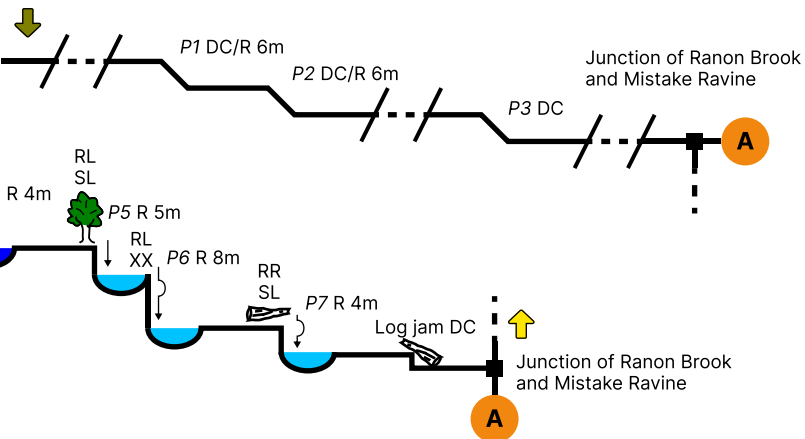 P1 DC/R 6m
P2 DC/R 6m
Junction of Ranon Brook
and Mistake Ravine
P3 DC
A
RL
SL
R 4m
P5 R 5m
RL
XX
P6 R 8m
RR
SL
P7 R 4m
Log jam DC
Junction of Ranon Brook
and Mistake Ravine
A